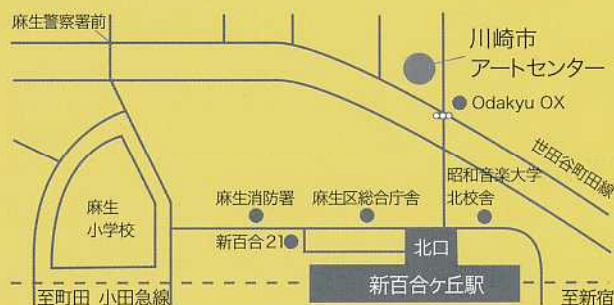 麻生警察署前
川崎市
アートセンター
Odakyu OX
世田谷町田線
昭和音楽大学
北校舎
麻生消防署
麻生区総合庁舎
麻生
小学校
新百合21
北口
新百合ヶ丘駅
至町田 小田急線
至新宿